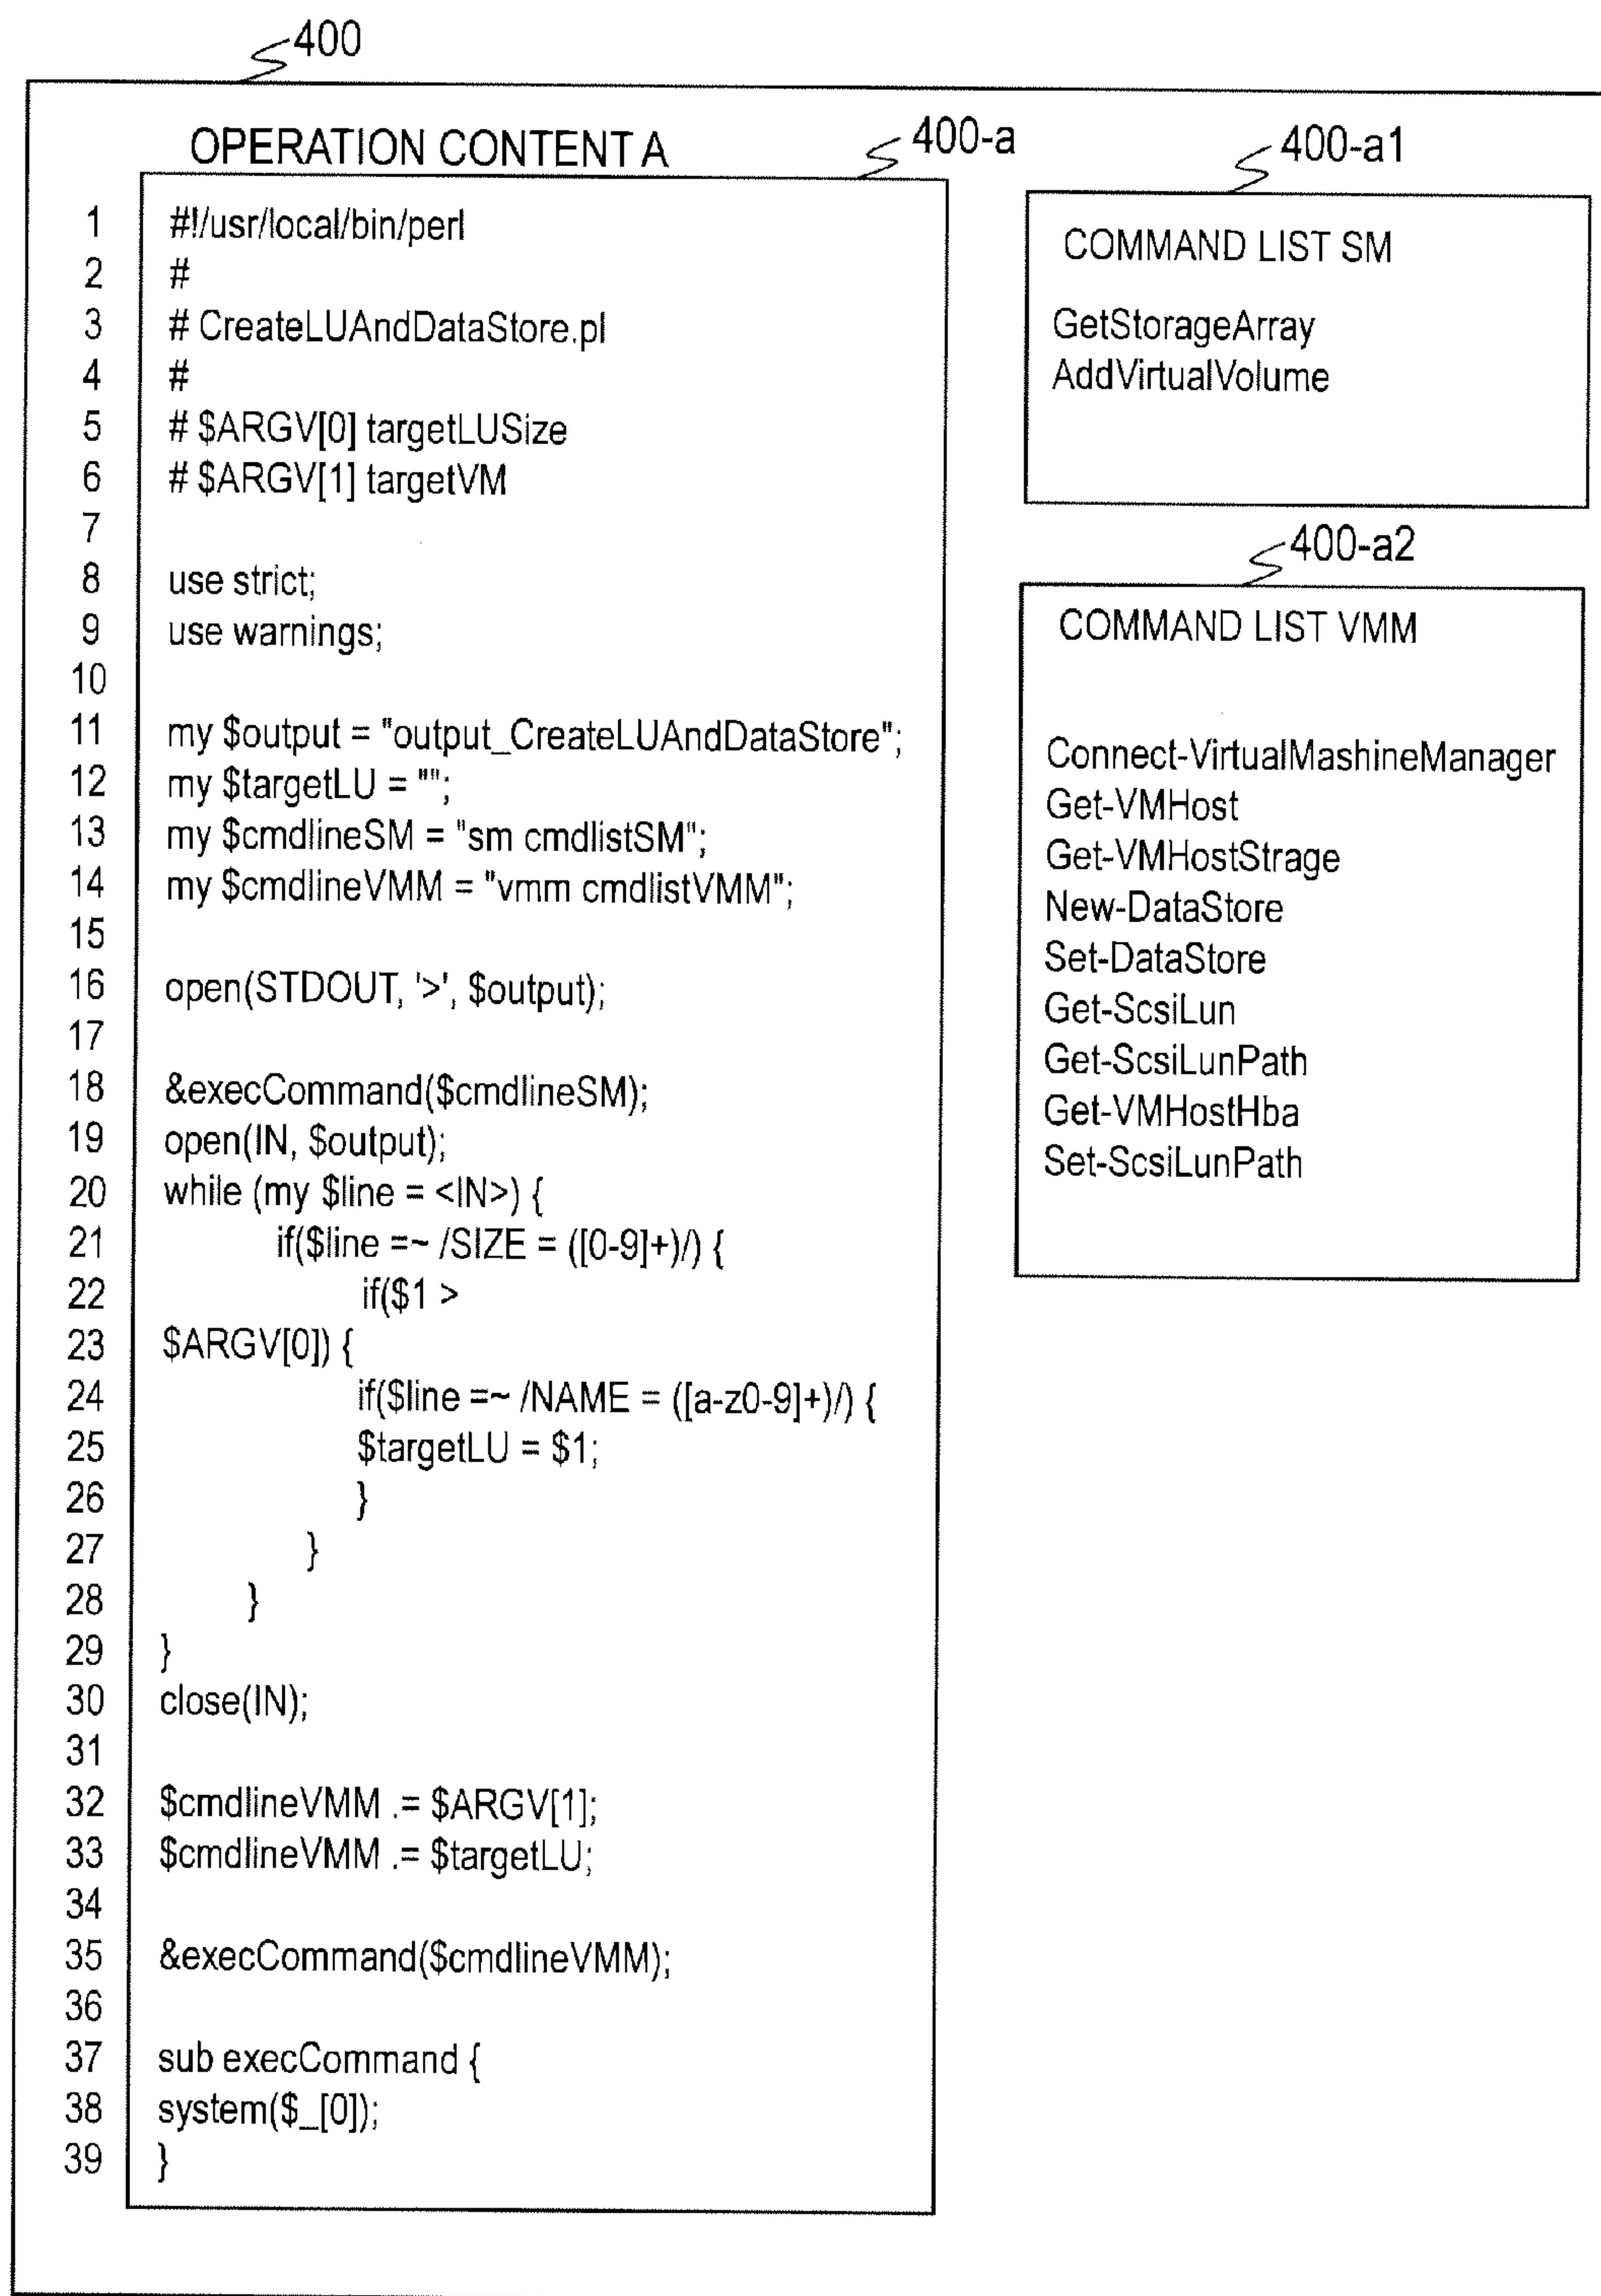 400
OPERATION CONTENT A
400-a
1 #!/usr/local/bin/perl
2 #
3 # CreateLUAndDataStore.pl
4 #
5 # $ARGV[0] targetLUSize
6 # $ARGV[1] targetVM
7
8 use strict;
9 use warnings;
10
11 my $output = "output_CreateLUAndDataStore";
12 my $targetLU = "";
13 my $cmdlineSM = "sm cmdlistSM";
14 my $cmdlineVMM = "vmm cmdlistVMM";
15
16 open(STDOUT, '>', $output);
17
18 &execCommand($cmdlineSM);
19 open(IN, $output);
20 while (my $line = <IN>) {
21 if($line =~ /SIZE = ([0-9]+)/) {
22 if($1 >
23 $ARGV[0]) {
24 if($line =~ /NAME = ([a-z0-9]+)/) {
25 $targetLU = $1;
26 }
27 }
28 }
29 }
30 close(IN);
31
32 $cmdlineVMM .= $ARGV[1];
33 $cmdlineVMM .= $targetLU;
34
35 &execCommand($cmdlineVMM);
36
37 sub execCommand {
38 system($_[0]);
39 }
400-a1
COMMAND LIST SM
GetStorageArray
AddVirtualVolume
400-a2
COMMAND LIST VMM
Connect-VirtualMashineManager
Get-VMHost
Get-VMHostStrage
New-DataStore
Set-DataStore
Get-ScsiLun
Get-ScsiLunPath
Get-VMHostHba
Set-ScsiLunPath